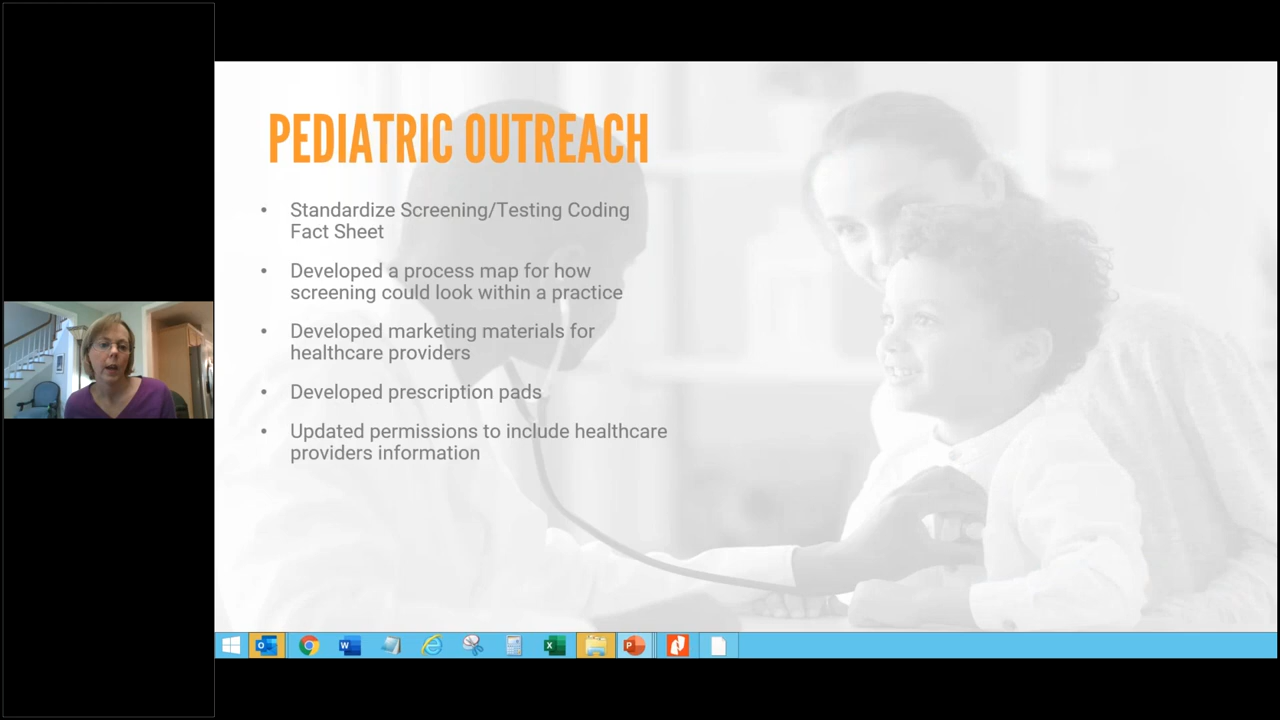 PEDIATRIC OUTREACH
• Standardize Screening/Testing Coding
Fact Sheet
• Developed a process map for how
screening could look within a practice
• Developed marketing materials for
healthcare providers
• Developed prescription pads
• Updated permissions to include healthcare
providers information